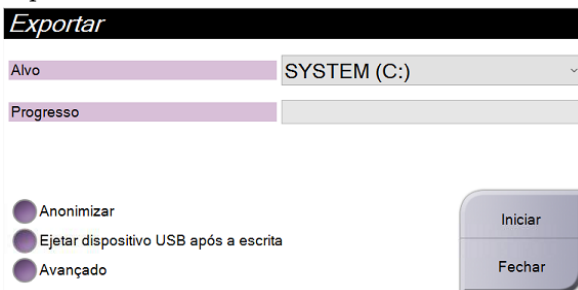 Exportar
Alvo
SYSTEM (C:)
Progresso
Anonimizar
Ejetar dispositivo USB após a escrita
Avançado
Iniciar
Fechar